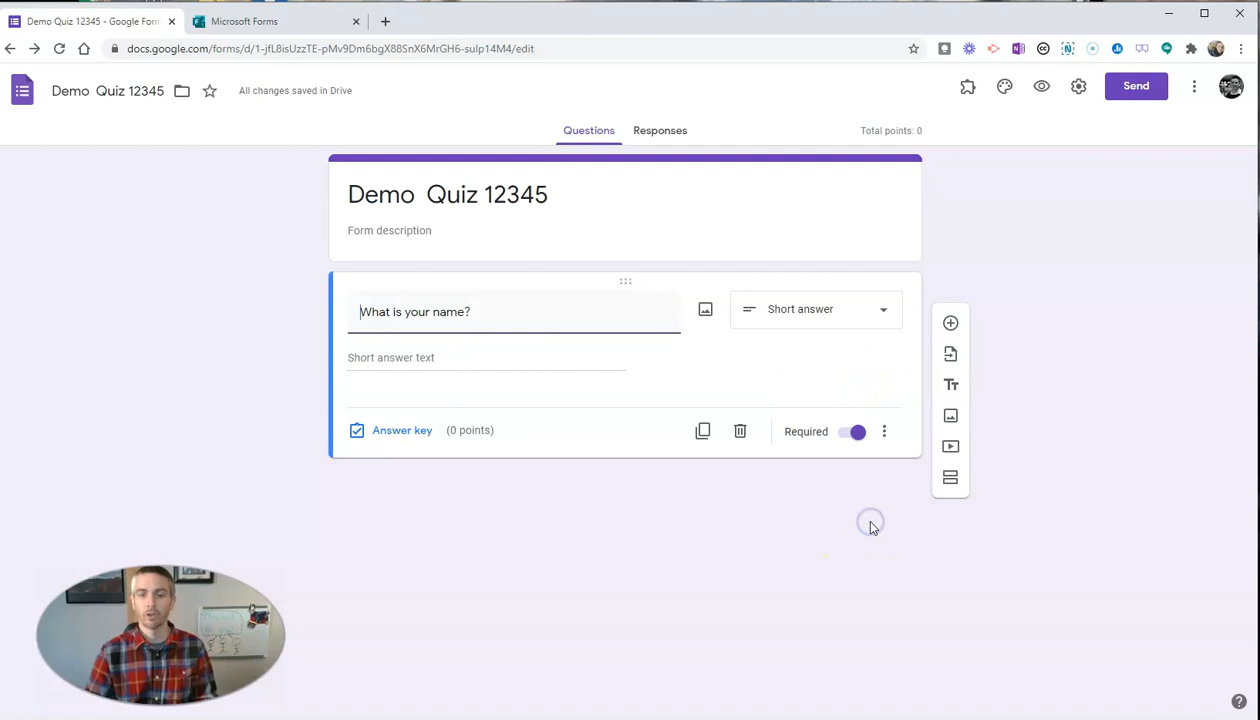 Demo Quiz 12345 - Google Form
Microsoft Forms
docs.google.com/forms/d/1-jfL8isUzzTE-pMv9Dm6bgX88SnX6MrGH6-sulp14M4/edit
Demo Quiz 12345
All changes saved in Drive
Send
Questions
Responses
Total points: 0
Demo Quiz 12345
Form description
What is your name?
Short answer
Short answer text
Answer key
(0 points)
Required